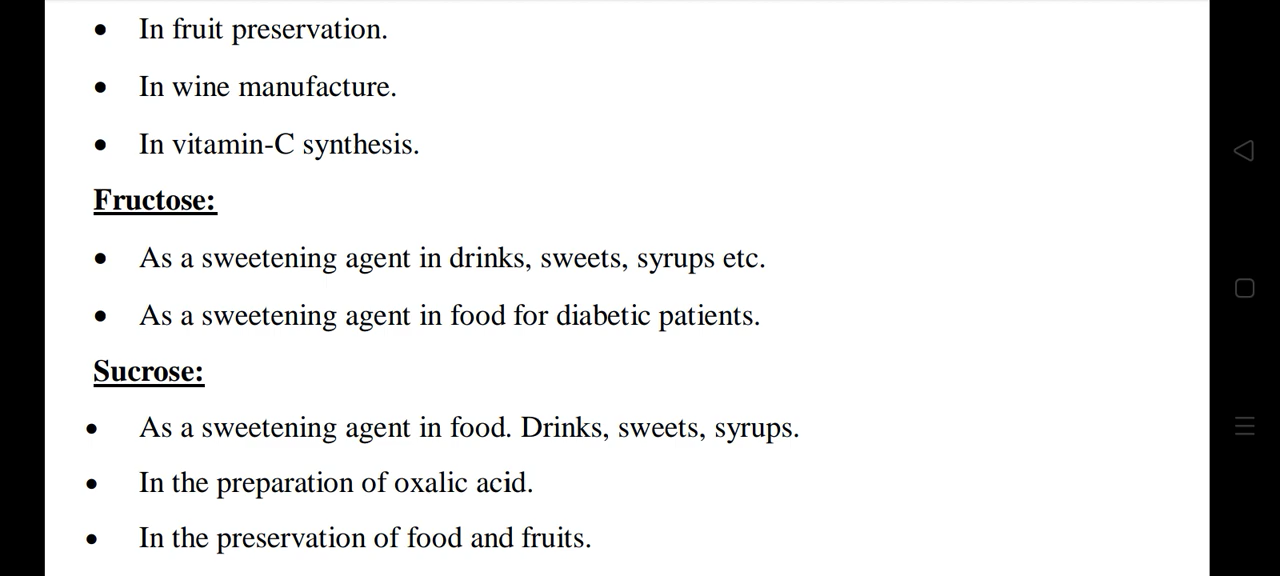 • In fruit preservation.
• In wine manufacture.
• In vitamin-C synthesis.
Fructose:
• As a sweetening agent in drinks, sweets, syrups etc.
• As a sweetening agent in food for diabetic patients.
Sucrose:
• As a sweetening agent in food. Drinks, sweets, syrups.
• In the preparation of oxalic acid.
• In the preservation of food and fruits.